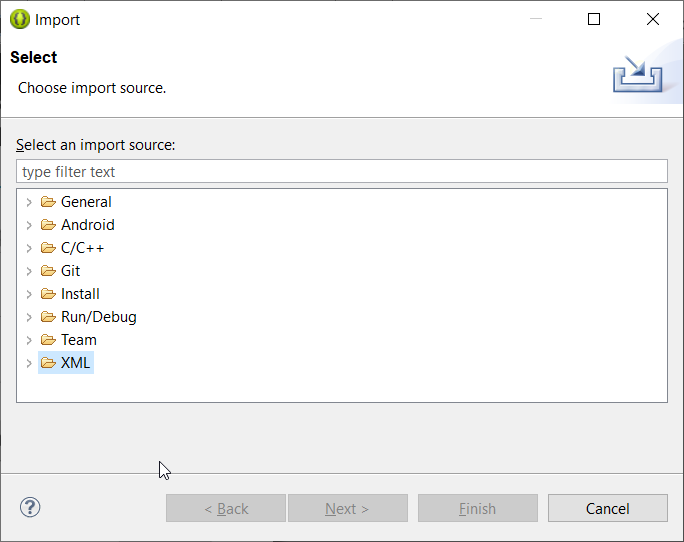 Import
Select
Choose import source.
Select an import source:
type filter text
General
Android
C/C++
Git
Install
Run/Debug
Team
XML
?
< Back Next > Finish Cancel